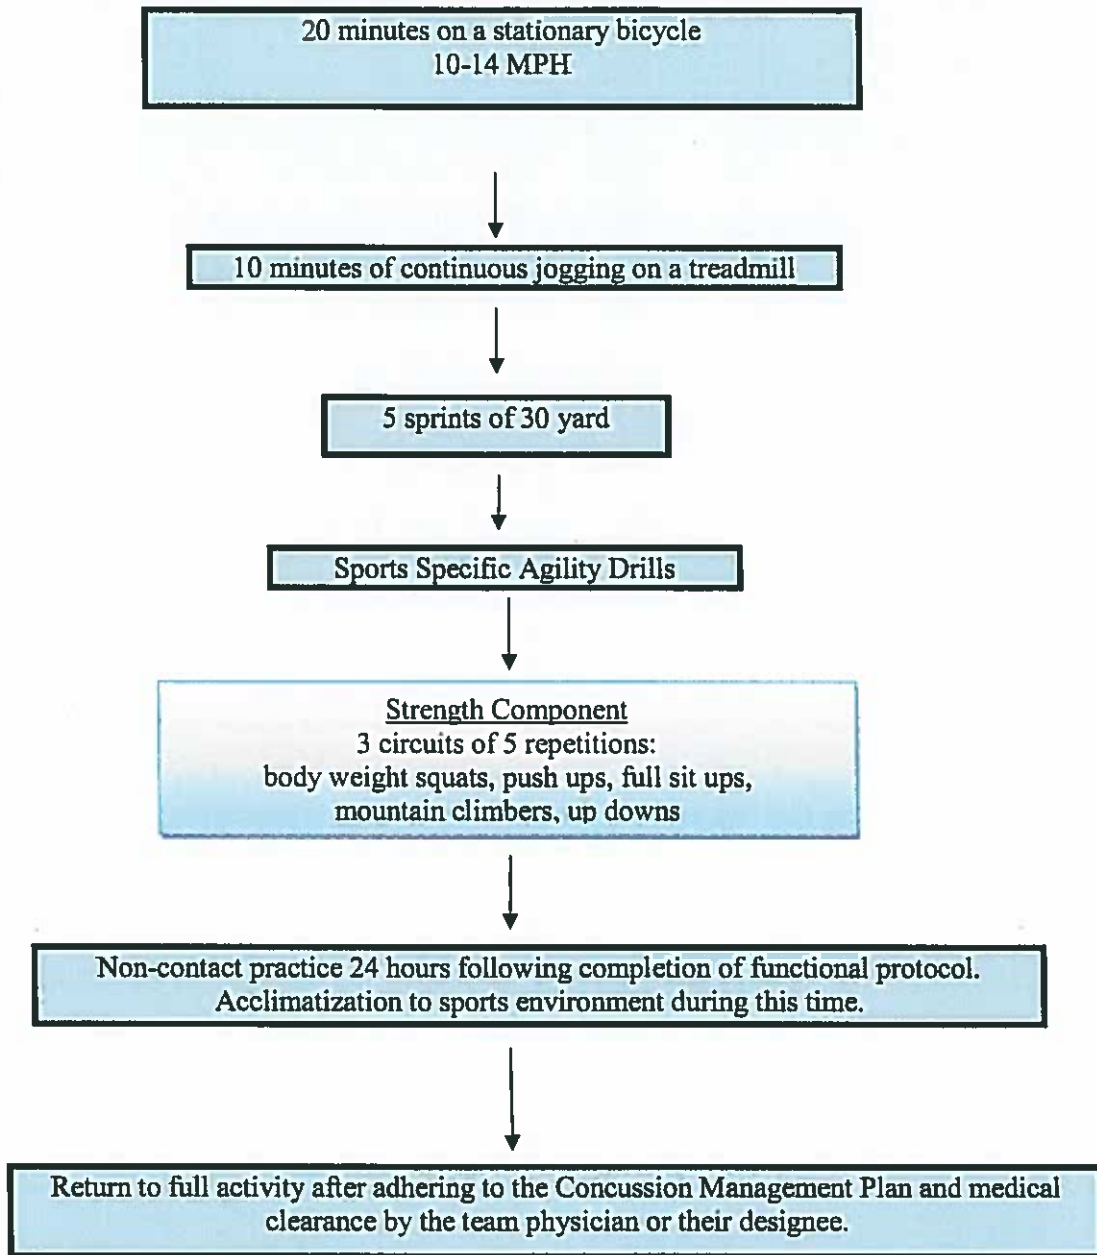 20 minutes on a stationary bicycle
10-14 MPH
10 minutes of continuous jogging on a treadmill
5 sprints of 30 yard
Sports Specific Agility Drills
Strength Component
3 circuits of 5 repetitions:
body weight squats, push ups, full sit ups,
mountain climbers, up downs
Non-contact practice 24 hours following completion of functional protocol.
Acclimatization to sports environment during this time.
Return to full activity after adhering to the Concussion Management Plan and medical
clearance by the team physician or their designee.